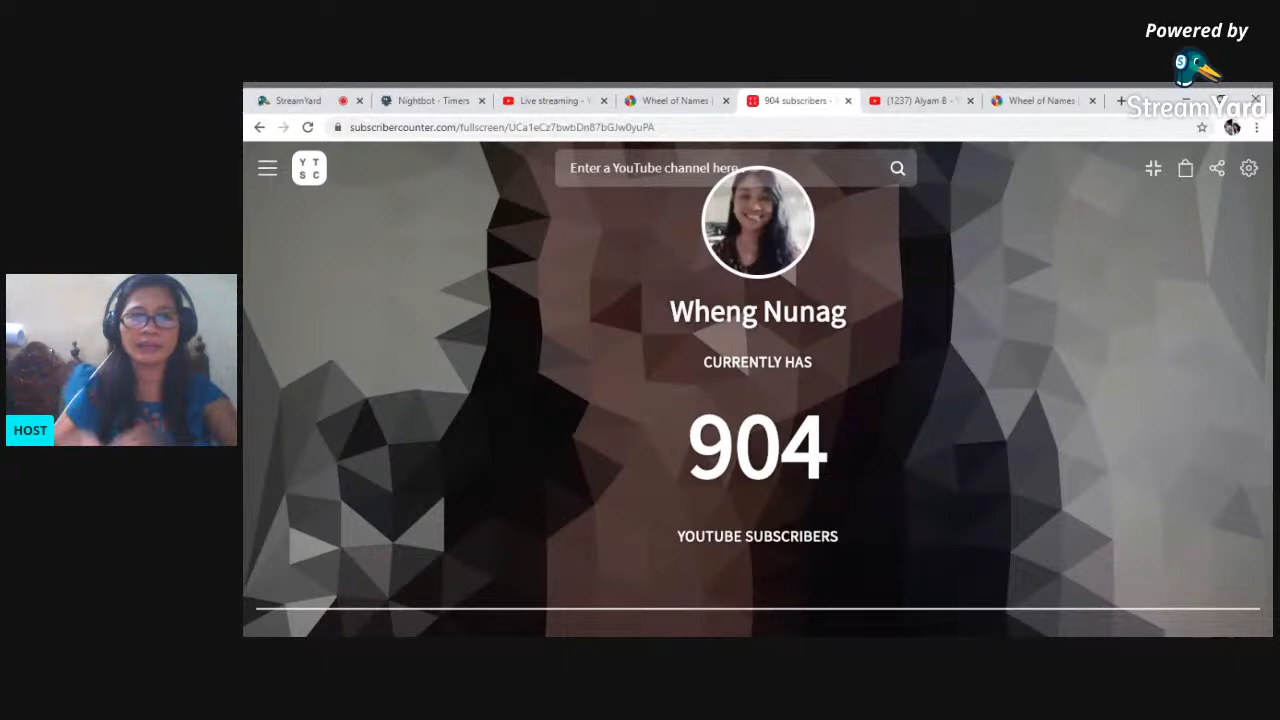 Powered by
StreamYard
StreamYard
Nightbot - Timers
Live streaming - Y
Wheel of Names |
904 subscribers -
(1237) Alyam B - Y
Wheel of Names |
subscribercounter.com/fullscreen/UCa1eCz7bwbDn87bGJw0yuPA
Y T
S C
Enter a YouTube channel here
Wheng Nunag
CURRENTLY HAS
904
YOUTUBE SUBSCRIBERS
HOST